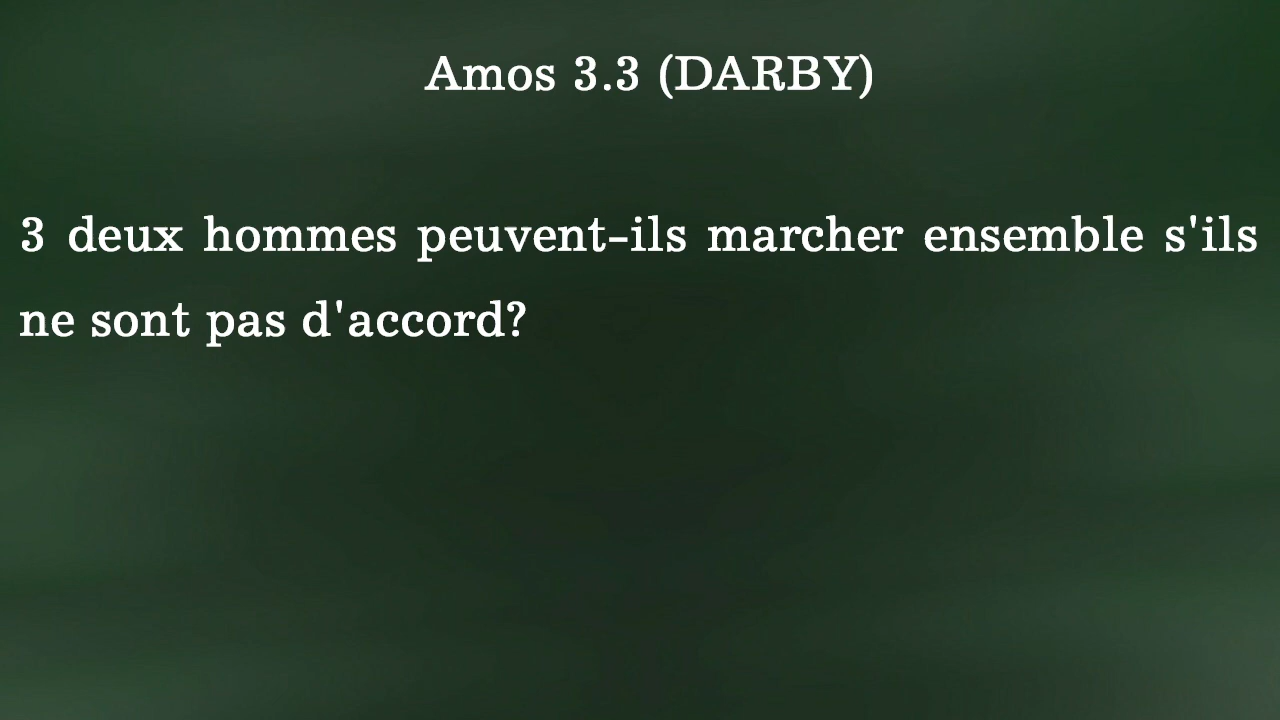 Amos 3.3 (DARBY)
3 deux hommes peuvent-ils marcher ensemble s'ils
ne sont pas d'accord?